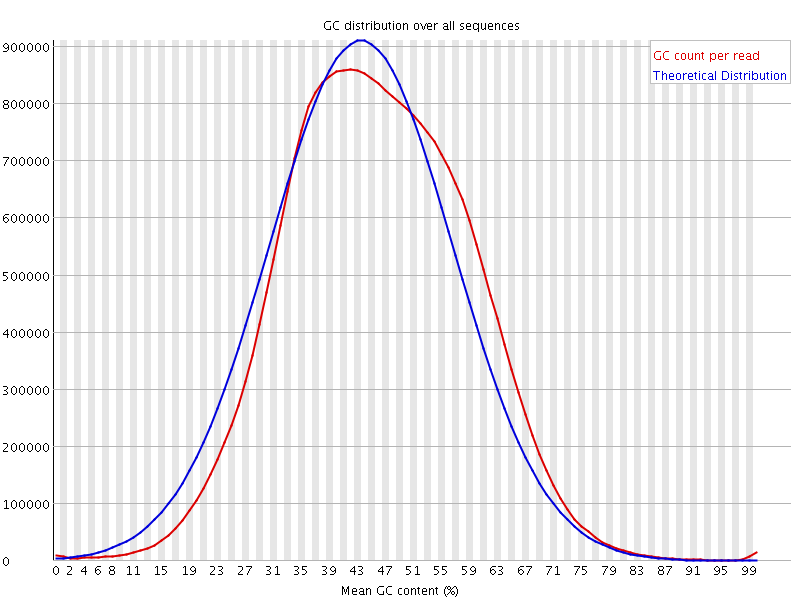 GC distribution over all sequences
GC count per read
Theoretical Distribution
900000
800000
700000
600000
500000
400000
300000
200000
100000
0
0 2 4 6 8 11 15 19 23 27 31 35 39 43 47 51 55 59 63 67 71 75 79 83 87 91 95 99
Mean GC content (%)